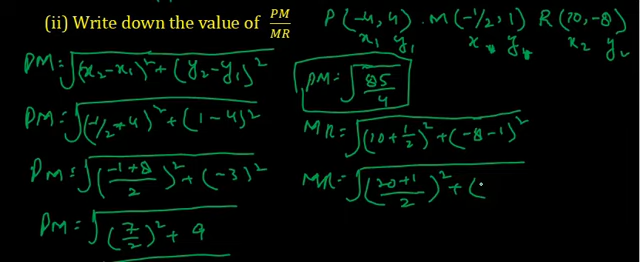 (ii) Write down the value of PM/MR
P(-4, 4) . M(-1/2, 1) R(10, -8)
x₁ y₁ x y x₂ y₂
PM = √((x₂-x₁)² + (y₂-y₁)²)
PM = √((-1/2+4)² + (1-4)²)
PM = √(((-1+8)/2)² + (-3)²)
PM = √((7/2)² + 9)
PM = √(85/4)
MR = √((10+1/2)² + (-8-1)²)
MR = √(((20+1)/2)² + (